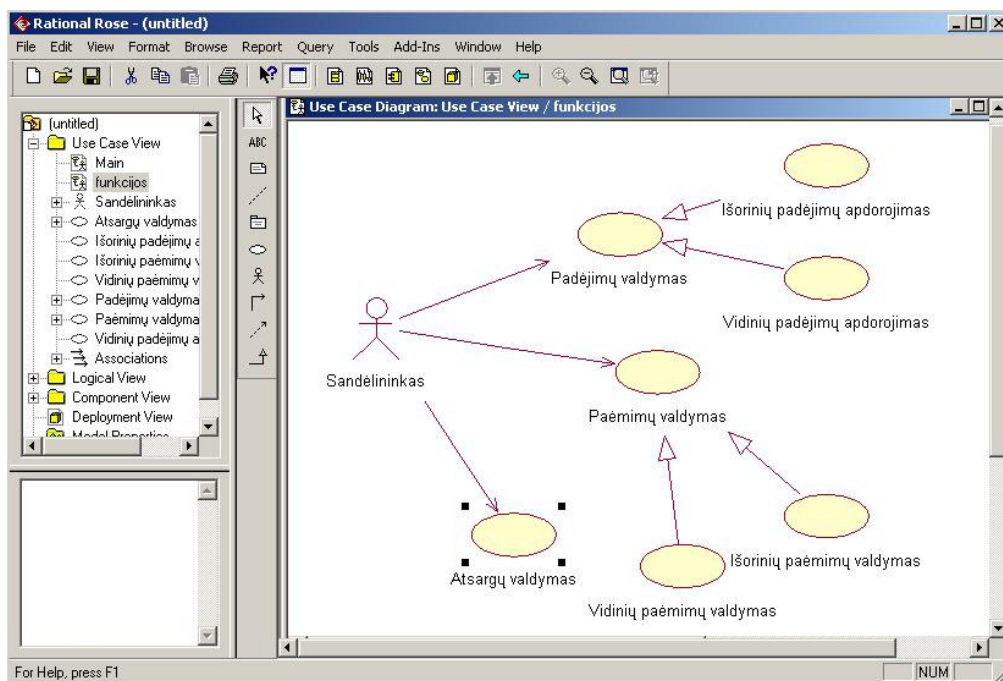 Rational Rose - (untitled)
File Edit View Format Browse Report Query Tools Add-Ins Window Help
ABC
(untitled)
Use Case View
Main
funkcijos
Sandėlininkas
Atsargų valdymas
Išorinių padėjimų a
Išorinių paėmimų v
Vidinių paėmimų v
Padėjimų valdyma
Paėmimų valdyma
Vidinių padėjimų a
Associations
Logical View
Component View
Deployment View
Model Properties
Use Case Diagram: Use Case View / funkcijos
Išorinių padėjimų apdorojimas
Padėjimų valdymas
Vidinių padėjimų apdorojimas
Sandėlininkas
Paėmimų valdymas
Išorinių paėmimų valdymas
Atsargų valdymas
Vidinių paėmimų valdymas
For Help, press F1
NUM